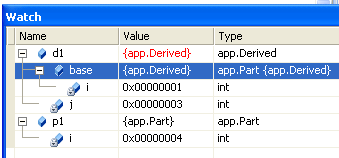 Watch
Name Value Type
d1 {app.Derived} app.Derived
base {app.Derived} app.Part {app.Derived}
i 0x00000001 int
j 0x00000003 int
p1 {app.Part} app.Part
i 0x00000004 int